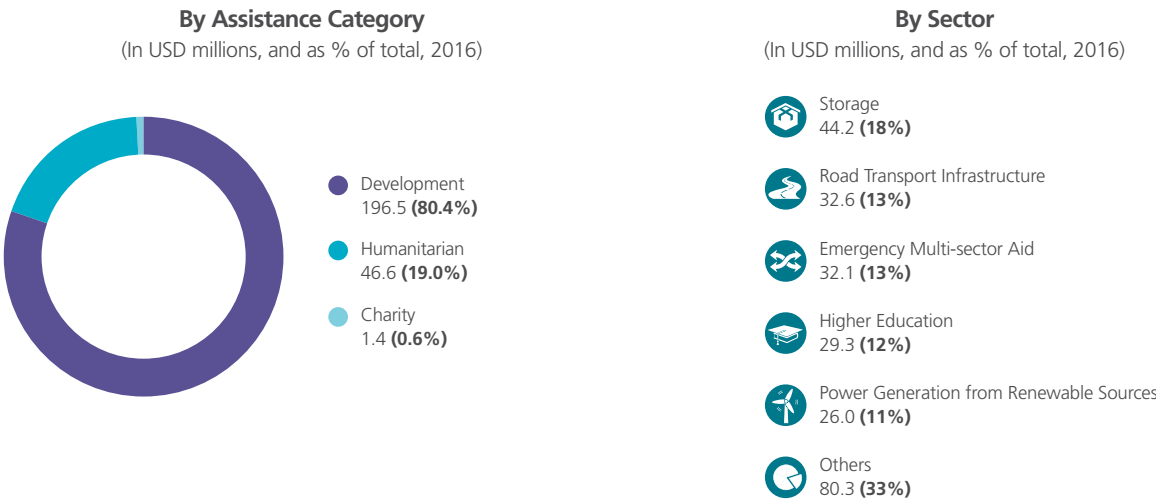 By Assistance Category
(In USD millions, and as % of total, 2016)
Development
196.5 (80.4%)
Humanitarian
46.6 (19.0%)
Charity
1.4 (0.6%)
By Sector
(In USD millions, and as % of total, 2016)
Storage
44.2 (18%)
Road Transport Infrastructure
32.6 (13%)
Emergency Multi-sector Aid
32.1 (13%)
Higher Education
29.3 (12%)
Power Generation from Renewable Sources
26.0 (11%)
Others
80.3 (33%)